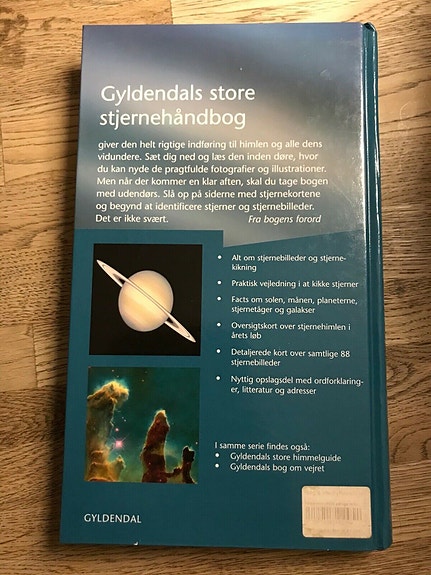 Gyldendals store
stjernehåndbog
giver den helt rigtige indføring til himlen og alle dens
vidundere. Sæt dig ned og læs den inden døre, hvor
du kan nyde de pragtfulde fotografier og illustrationer.
Men når der kommer en klar aften, skal du tage bogen
med udendørs. Slå op på siderne med stjernekortene
og begynd at identificere stjerner og stjernebilleder.
Det er ikke svært. Fra bogens forord
• Alt om stjernebilleder og stjerne-
kikning
• Praktisk vejledning i at kikke stjerner
• Facts om solen, månen, planeterne,
stjernetåger og galakser
• Oversigtskort over stjernehimlen i
årets løb
• Detaljerede kort over samtlige 88
stjernebilleder
• Nyttig opslagsdel med ordforklaring-
er, litteratur og adresser
I samme serie findes også:
• Gyldendals store himmelguide
• Gyldendals bog om vejret
GYLDENDAL